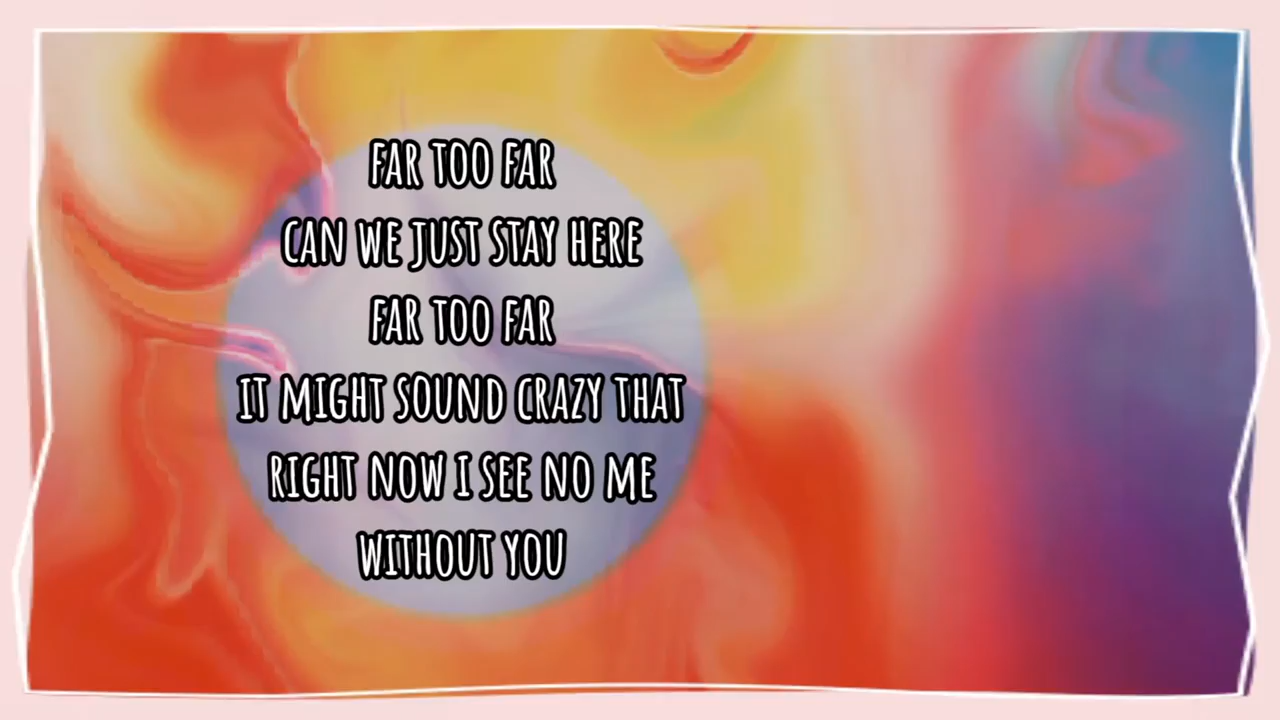 FAR TOO FAR
CAN WE JUST STAY HERE
FAR TOO FAR
IT MIGHT SOUND CRAZY THAT
RIGHT NOW I SEE NO ME
WITHOUT YOU